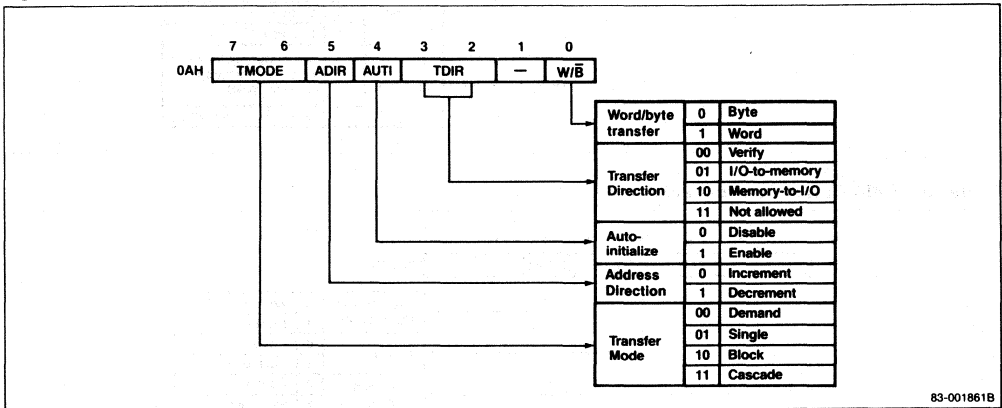 7 6 5 4 3 2 1 0
0AH TMODE ADIR AUTI TDIR — W/B̅
Word/byte transfer 0 Byte
1 Word
Transfer Direction 00 Verify
01 I/O-to-memory
10 Memory-to-I/O
11 Not allowed
Auto-initialize 0 Disable
1 Enable
Address Direction 0 Increment
1 Decrement
Transfer Mode 00 Demand
01 Single
10 Block
11 Cascade
83-001861B